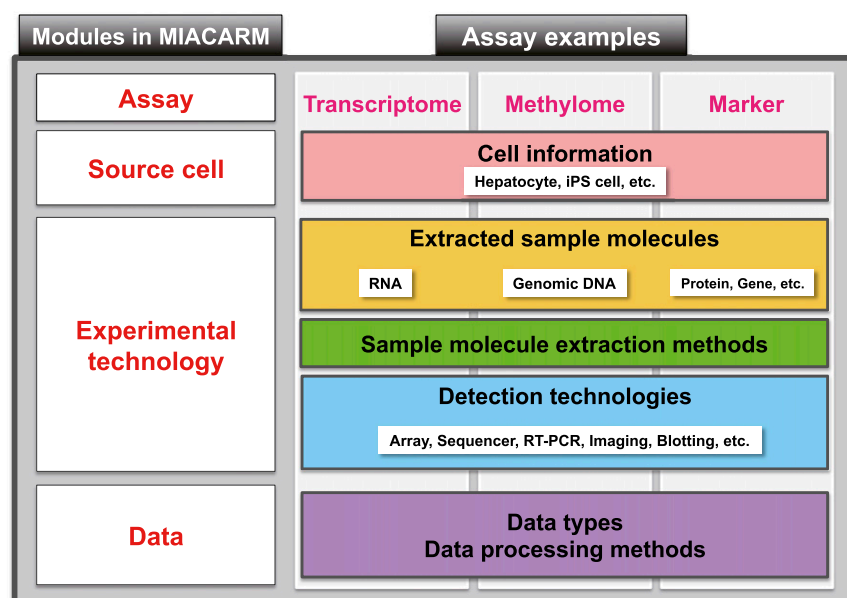 Modules in MIACARM
Assay examples
Assay
Transcriptome
Methylome
Marker
Source cell
Cell information
Hepatocyte, iPS cell, etc.
Experimental
technology
Extracted sample molecules
RNA
Genomic DNA
Protein, Gene, etc.
Sample molecule extraction methods
Detection technologies
Array, Sequencer, RT-PCR, Imaging, Blotting, etc.
Data
Data types
Data processing methods